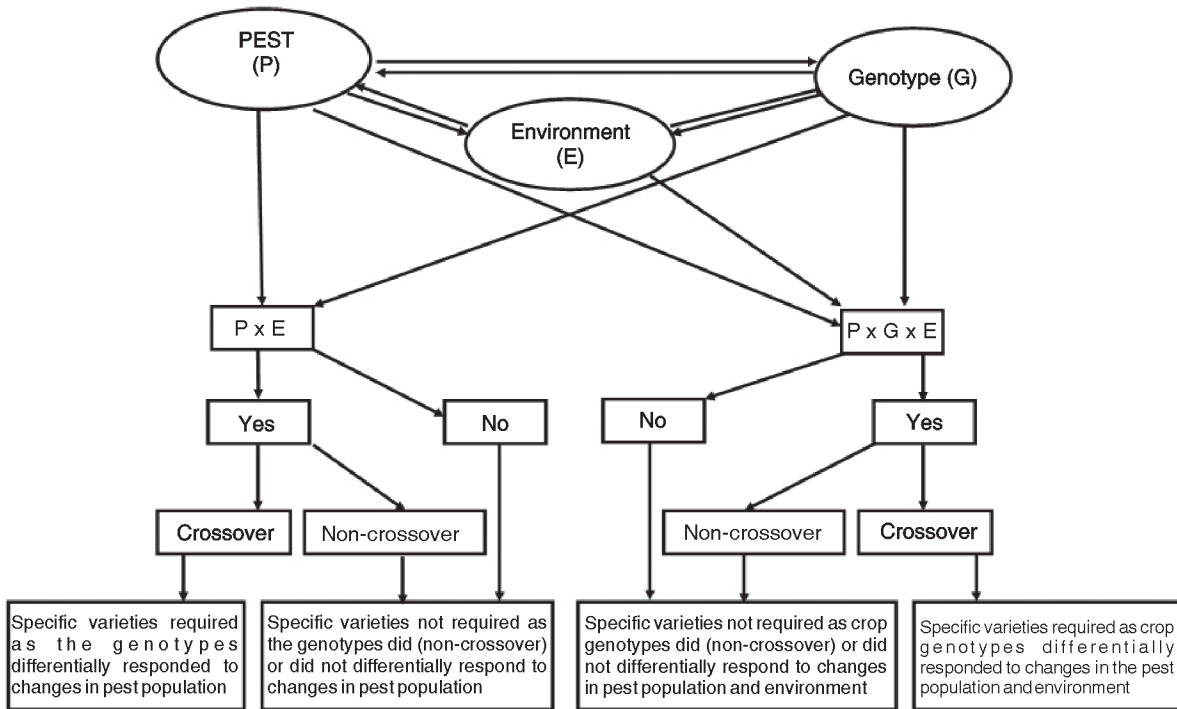 PEST
(P)
Genotype (G)
Environment
(E)
P x E
P x G x E
Yes
No
No
Yes
Crossover
Non-crossover
Non-crossover
Crossover
Specific varieties required
as the genotypes
differentially responded to
changes in pest population
Specific varieties not required as
the genotypes did (non-crossover)
or did not differentially respond to
changes in pest population
Specific varieties not required as crop
genotypes did (non-crossover) or did
not differentially respond to changes
in pest population and environment
Specific varieties required as crop
genotypes differentially
responded to changes in the pest
population and environment